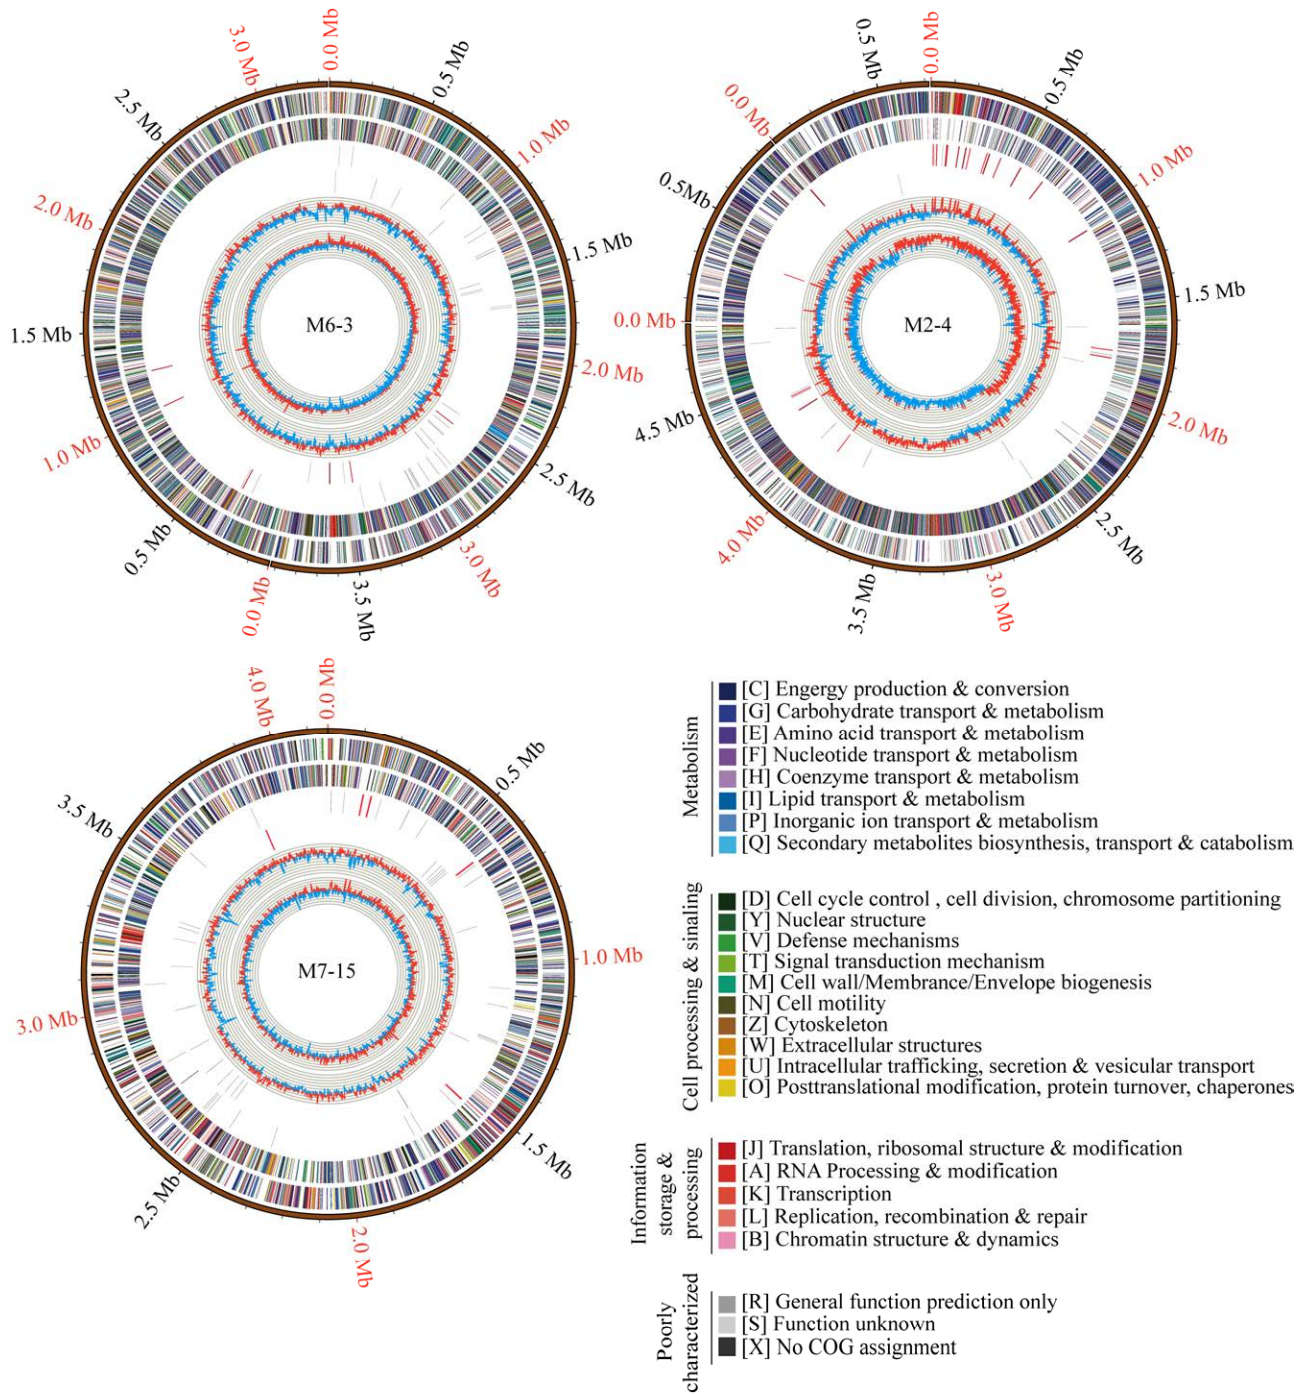 0.0 Mb
0.5 Mb
1.0 Mb
1.5 Mb
2.0 Mb
2.5 Mb
3.0 Mb
3.5 Mb
0.0 Mb
0.5 Mb
1.0 Mb
1.5 Mb
2.0 Mb
2.5 Mb
3.0 Mb
M6-3
0.0 Mb
0.5 Mb
1.0 Mb
1.5 Mb
2.0 Mb
2.5 Mb
3.0 Mb
3.5 Mb
4.0 Mb
4.5 Mb
0.0 Mb
0.5Mb
0.0 Mb
0.5 Mb
M2-4
0.0 Mb
0.5 Mb
1.0 Mb
1.5 Mb
2.0 Mb
2.5 Mb
3.0 Mb
3.5 Mb
4.0 Mb
M7-15
Metabolism
[C] Engergy production & conversion
[G] Carbohydrate transport & metabolism
[E] Amino acid transport & metabolism
[F] Nucleotide transport & metabolism
[H] Coenzyme transport & metabolism
[I] Lipid transport & metabolism
[P] Inorganic ion transport & metabolism
[Q] Secondary metabolites biosynthesis, transport & catabolism
Cell processing & sinaling
[D] Cell cycle control , cell division, chromosome partitioning
[Y] Nuclear structure
[V] Defense mechanisms
[T] Signal transduction mechanism
[M] Cell wall/Membrance/Envelope biogenesis
[N] Cell motility
[Z] Cytoskeleton
[W] Extracellular structures
[U] Intracellular trafficking, secretion & vesicular transport
[O] Posttranslational modification, protein turnover, chaperones
Information
storage &
processing
[J] Translation, ribosomal structure & modification
[A] RNA Processing & modification
[K] Transcription
[L] Replication, recombination & repair
[B] Chromatin structure & dynamics
Poorly
characterized
[R] General function prediction only
[S] Function unknown
[X] No COG assignment